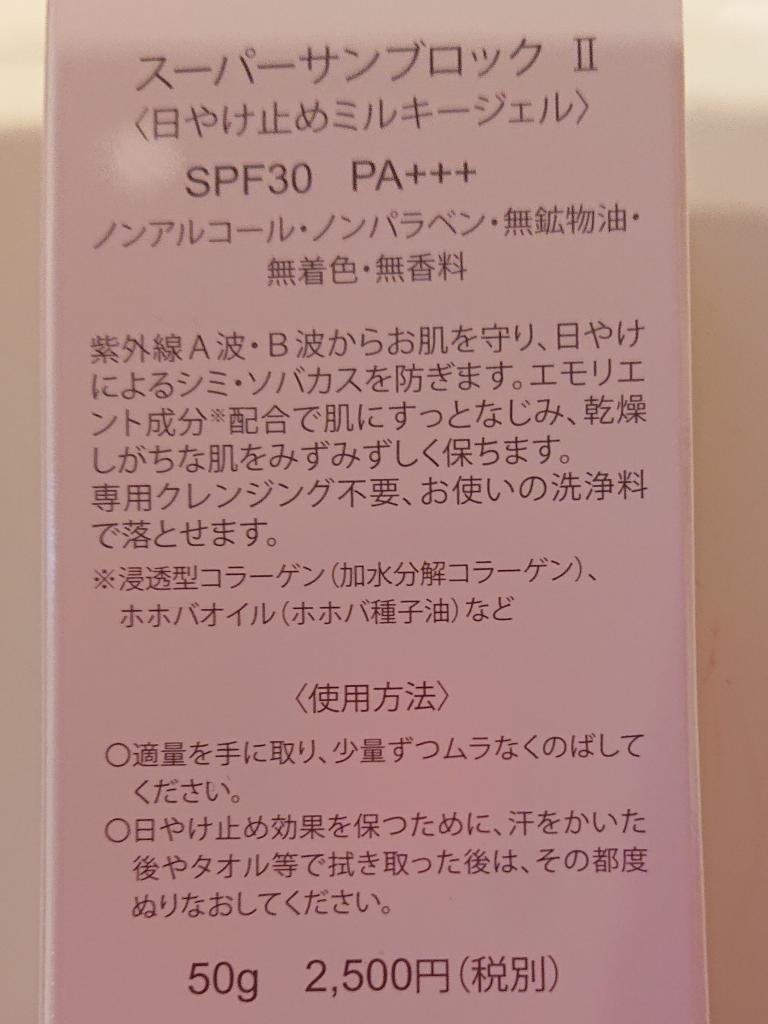 スーパーサンブロック Ⅱ
〈日やけ止めミルキージェル〉
SPF30 PA+++
ノンアルコール・ノンパラベン・無鉱物油・
無着色・無香料
紫外線A波・B波からお肌を守り、日やけ
によるシミ・ソバカスを防ぎます。エモリエ
ント成分※配合で肌にすっとなじみ、乾燥
しがちな肌をみずみずしく保ちます。
専用クレンジング不要、お使いの洗浄料
で落とせます。
※浸透型コラーゲン（加水分解コラーゲン）、
ホホバオイル（ホホバ種子油）など
〈使用方法〉
○適量を手に取り、少量ずつムラなくのばして
ください。
○日やけ止め効果を保つために、汗をかいた
後やタオル等で拭き取った後は、その都度
ぬりなおしてください。
50g 2,500円（税別）